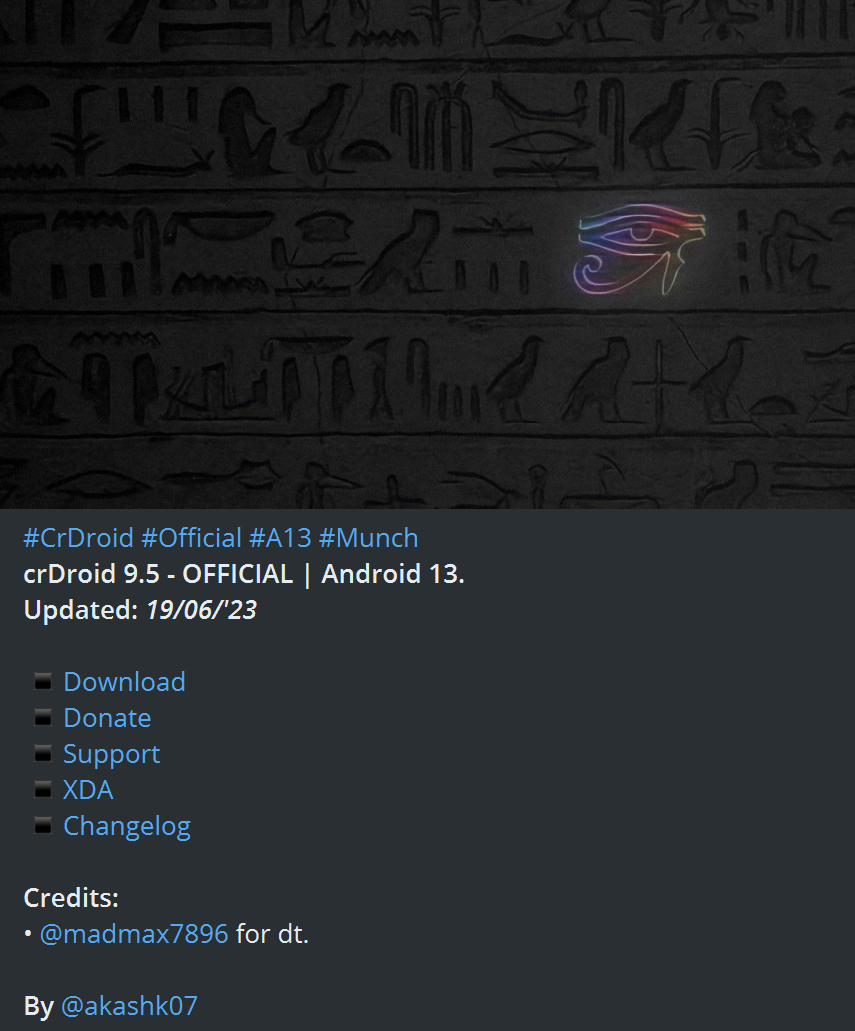 #CrDroid #Official #A13 #Munch
crDroid 9.5 - OFFICIAL | Android 13.
Updated: 19/06/'23
▪ Download
▪ Donate
▪ Support
▪ XDA
▪ Changelog
Credits:
• @madmax7896 for dt.
By @akashk07